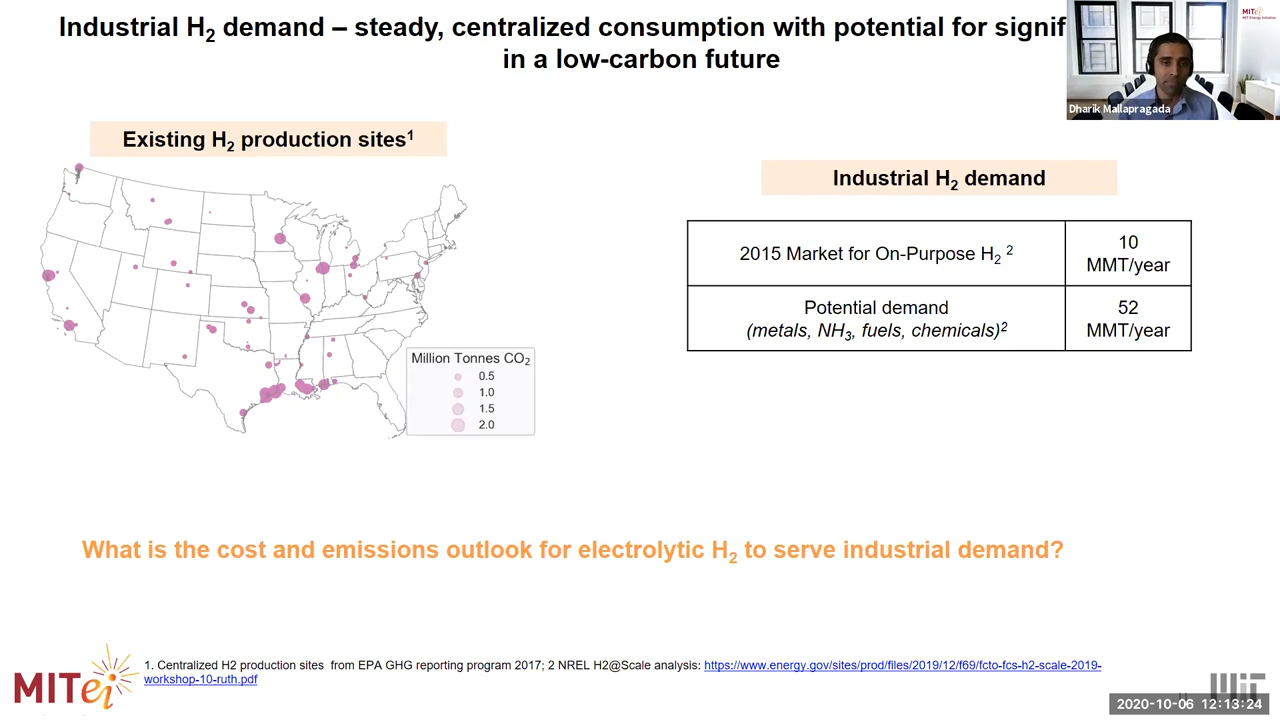 Industrial H2 demand – steady, centralized consumption with potential for signif
in a low-carbon future
MITei
MIT Energy Initiative
Dharik Mallapragada
Existing H2 production sites1
Million Tonnes CO2
0.5
1.0
1.5
2.0
Industrial H2 demand
2015 Market for On-Purpose H2 2
10
MMT/year
Potential demand
(metals, NH3, fuels, chemicals)2
52
MMT/year
What is the cost and emissions outlook for electrolytic H2 to serve industrial demand?
MITei
1. Centralized H2 production sites from EPA GHG reporting program 2017; 2 NREL H2@Scale analysis: https://www.energy.gov/sites/prod/files/2019/12/f69/fcto-fcs-h2-scale-2019-
workshop-10-ruth.pdf
MIT
2020-10-06 12:13:24